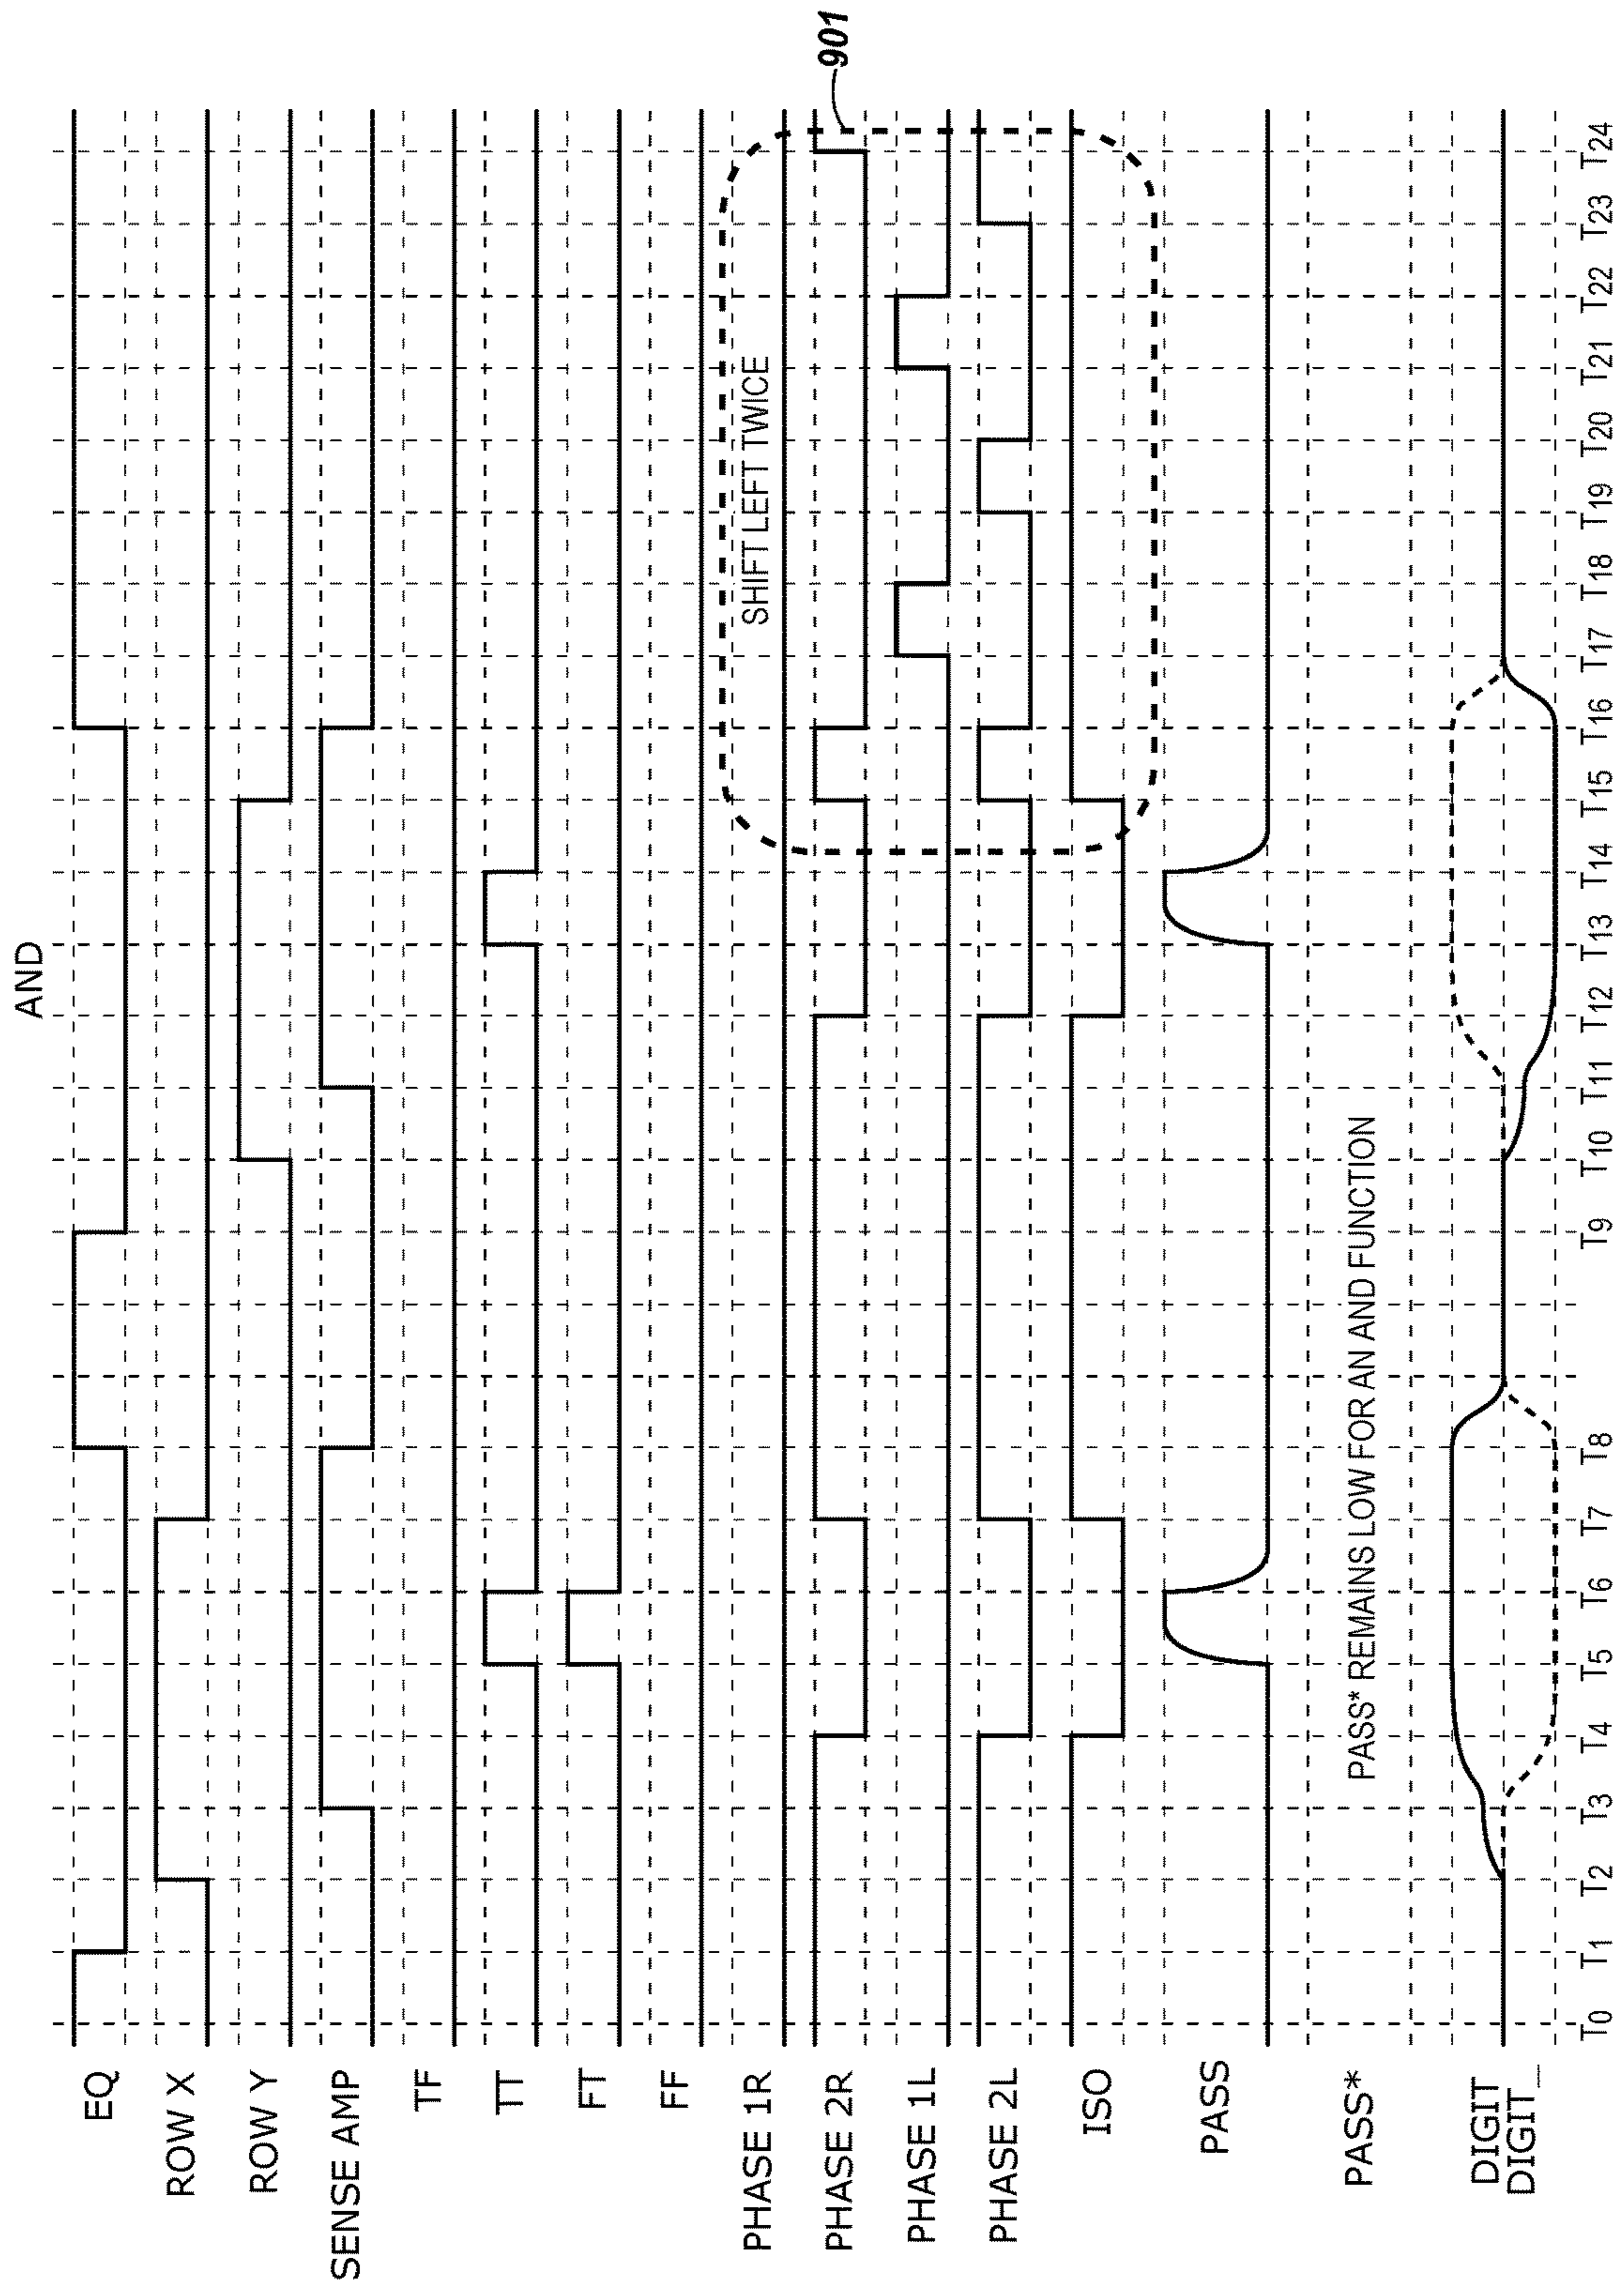 AND
EQ
ROW X
ROW Y
SENSE AMP
TF
TT
FT
FF
PHASE 1R
SHIFT LEFT TWICE
901
PHASE 2R
PHASE 1L
PHASE 2L
ISO
PASS
PASS*
PASS* REMAINS LOW FOR AN AND FUNCTION
DIGIT
DIGIT_
T0 T1 T2 T3 T4 T5 T6 T7 T8 T9 T10 T11 T12 T13 T14 T15 T16 T17 T18 T19 T20 T21 T22 T23 T24